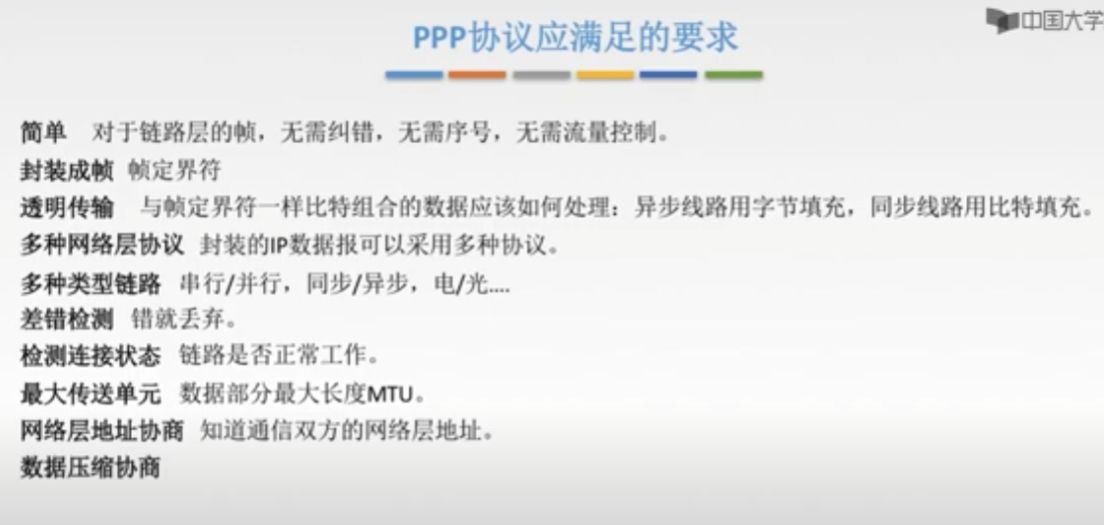 中国大学
PPP协议应满足的要求
简单 对于链路层的帧，无需纠错，无需序号，无需流量控制。
封装成帧 帧定界符
透明传输 与帧定界符一样比特组合的数据应该如何处理：异步线路用字节填充，同步线路用比特填充。
多种网络层协议 封装的IP数据报可以采用多种协议。
多种类型链路 串行/并行，同步/异步，电/光....
差错检测 错就丢弃。
检测连接状态 链路是否正常工作。
最大传送单元 数据部分最大长度MTU。
网络层地址协商 知道通信双方的网络层地址。
数据压缩协商